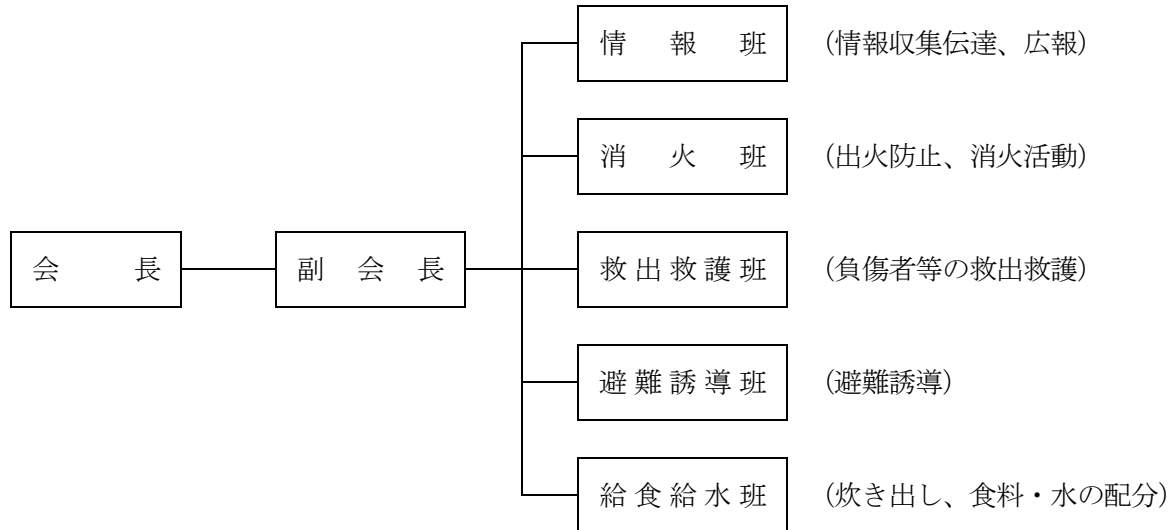 情報班 (情報収集伝達、広報)
消火班 (出火防止、消火活動)
会長 副会長 救出救護班 (負傷者等の救出救護)
避難誘導班 (避難誘導)
給食給水班 (炊き出し、食料・水の配分)